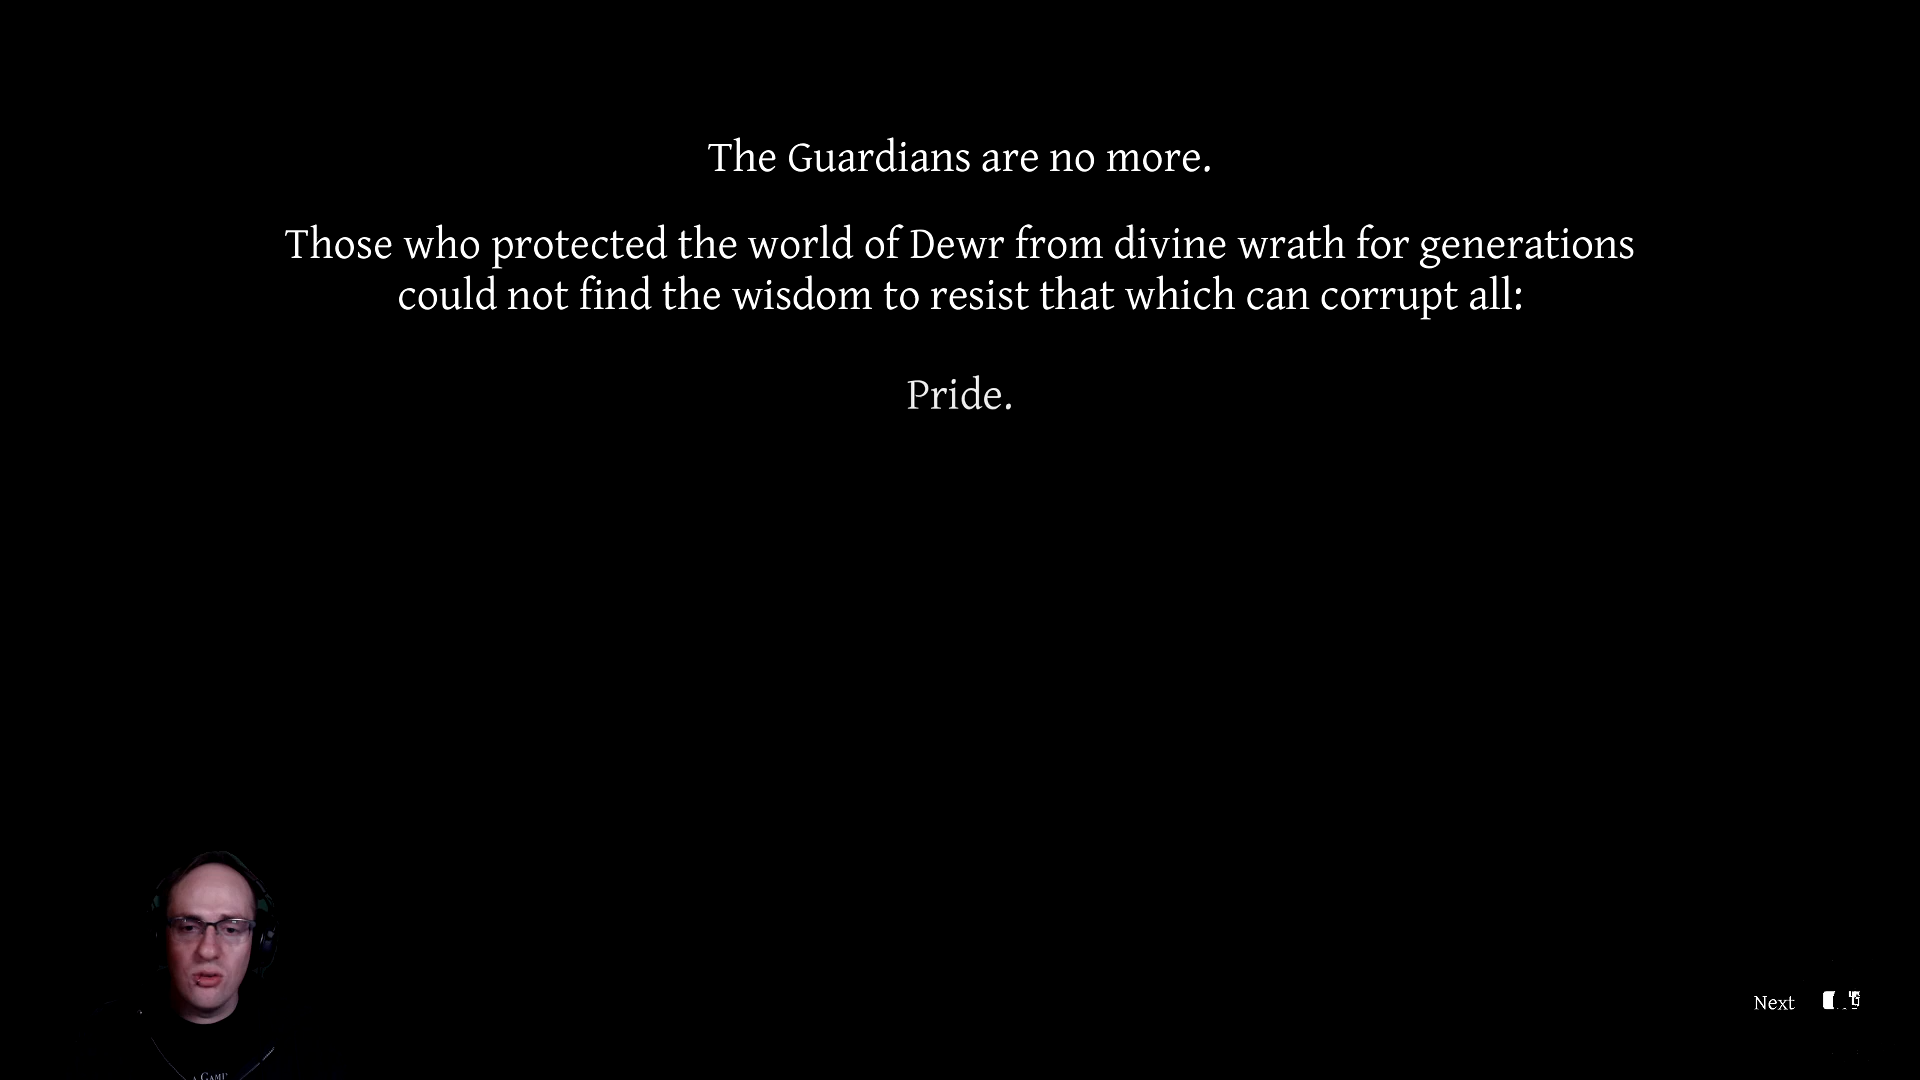 The Guardians are no more.
Those who protected the world of Dewr from divine wrath for generations
could not find the wisdom to resist that which can corrupt all:
Pride.
Next
A GAME